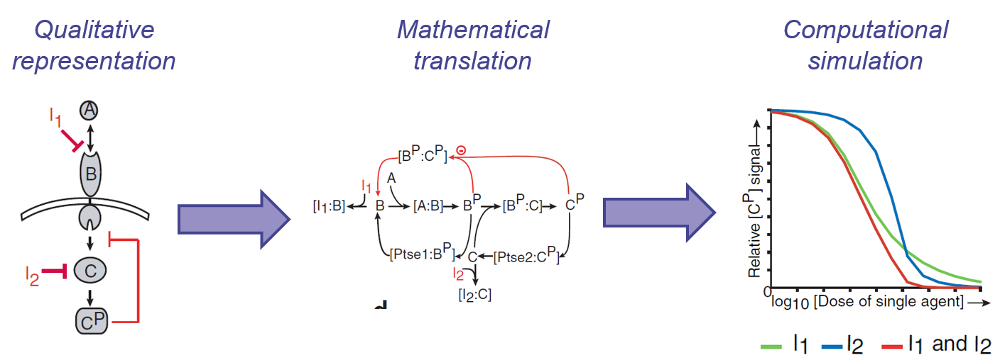 Qualitative
representation
Mathematical
translation
Computational
simulation
A
I1
B
C
I2
CP
[BP:CP]
I1
A
[I1:B]
B
[A:B]
BP
[BP:C]
CP
[Ptse1:BP]
C
[Ptse2:CP]
I2
[I2:C]
Relative [CP] signal
0
log10 [Dose of single agent]
I1
I2
I1 and I2